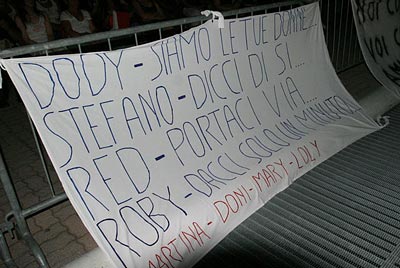 DODY-SIAMO LE TUE DONNE!
STEFANO-DICCI DI SI....
RED-PORTACI VIA....
ROBY-DACCI SOLO UN MINUTO!!
MARTINA-DONI-MARY-LOLY